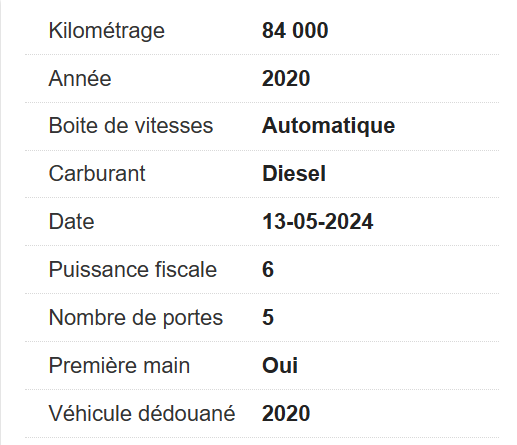 Kilométrage 84 000
Année 2020
Boite de vitesses Automatique
Carburant Diesel
Date 13-05-2024
Puissance fiscale 6
Nombre de portes 5
Première main Oui
Véhicule dédouané 2020